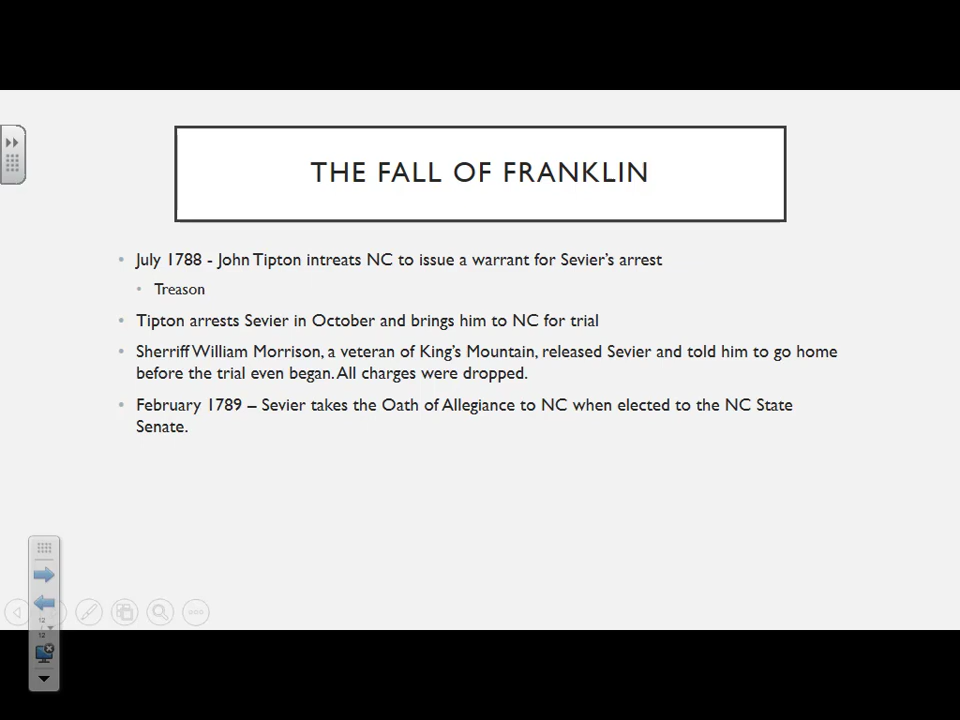 THE FALL OF FRANKLIN
• July 1788 - John Tipton intreats NC to issue a warrant for Sevier's arrest
• Treason
• Tipton arrests Sevier in October and brings him to NC for trial
• Sherriff William Morrison, a veteran of King's Mountain, released Sevier and told him to go home
before the trial even began. All charges were dropped.
• February 1789 – Sevier takes the Oath of Allegiance to NC when elected to the NC State
Senate.
12
/
12